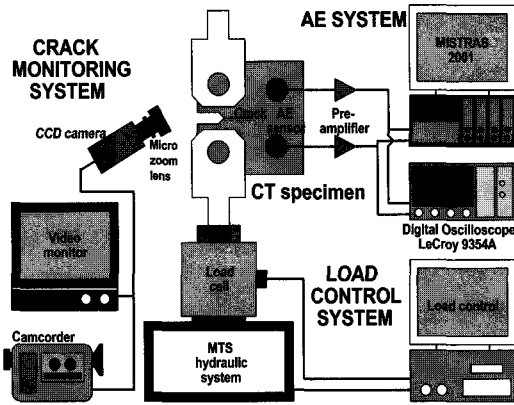 CRACK
MONITORING
SYSTEM
CCD camera
Micro
zoom
lens
Video
monitor
Camcorder
Crack
AE
sensor
CT specimen
Load
cell
MTS
hydraulic
system
Pre-
amplifier
AE SYSTEM
MISTRAS
2001
Digital Oscilloscope
LeCroy 9354A
LOAD
CONTROL
SYSTEM
Load control